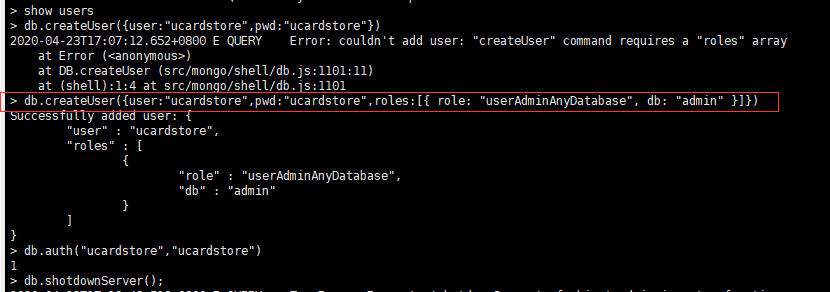 > show users
> db.createUser({user:"ucardstore",pwd:"ucardstore"})
2020-04-23T17:07:12.652+0800 E QUERY    Error: couldn't add user: "createUser" command requires a "roles" array
    at Error (<anonymous>)
    at DB.createUser (src/mongo/shell/db.js:1101:11)
    at (shell):1:4 at src/mongo/shell/db.js:1101
> db.createUser({user:"ucardstore",pwd:"ucardstore",roles:[{ role: "userAdminAnyDatabase", db: "admin" }]})
Successfully added user: {
        "user" : "ucardstore",
        "roles" : [
                {
                        "role" : "userAdminAnyDatabase",
                        "db" : "admin"
                }
        ]
}
> db.auth("ucardstore","ucardstore")
1
> db.shotdownServer();